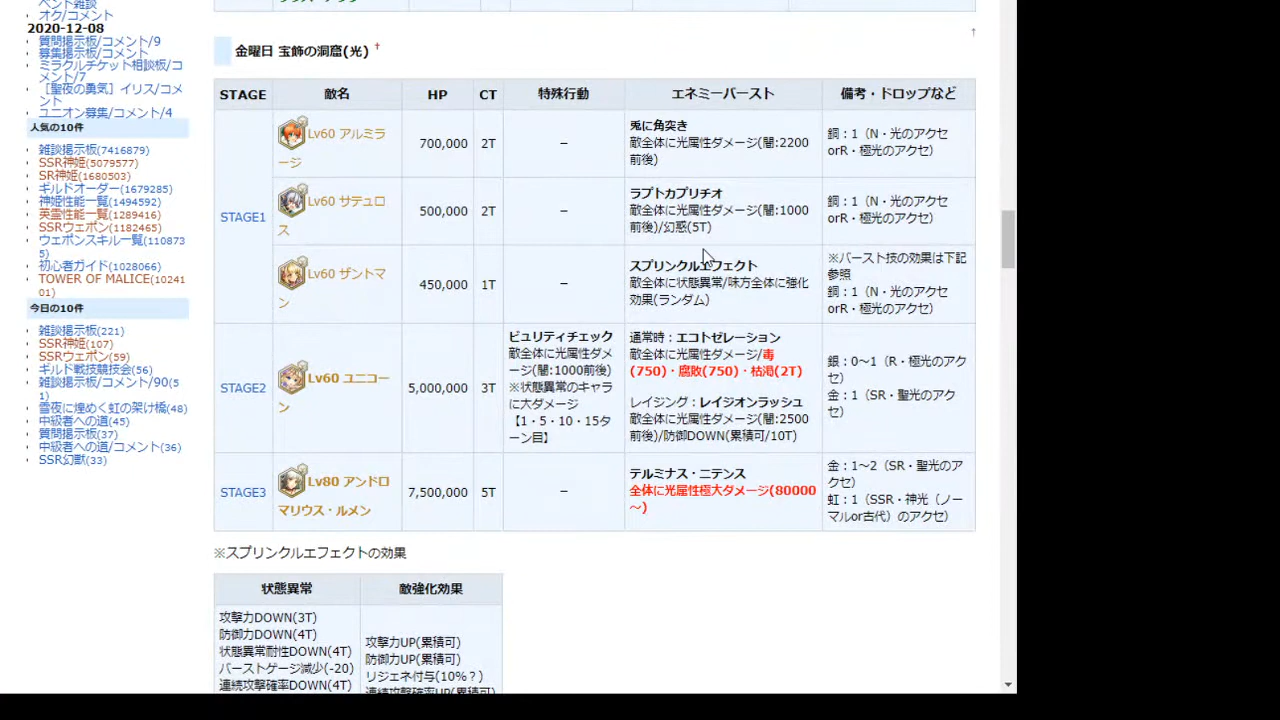 ベント雑談
オク/コメント
2020-12-08
質問掲示板/コメント/9
募集掲示板/コメント
ミラクルチケット相談板/コ
メント/7
［聖夜の勇気］イリス/コメ
ント
ユニオン募集/コメント/4
人気の10件
雑談掲示板(7416879)
SSR神姫(5079577)
SR神姫(1680503)
ギルドオーダー(1679285)
神姫性能一覧(1494592)
英霊性能一覧(1289416)
SSRウェポン(1182465)
ウェポンスキル一覧(110873
5)
初心者ガイド(1028066)
TOWER OF MALICE(10241
01)
今日の10件
雑談掲示板(221)
SSR神姫(107)
SSRウェポン(59)
ギルド戦技競技会(56)
雑談掲示板/コメント/90(5
1)
雪夜に煌めく虹の架け橋(48)
中級者への道(45)
質問掲示板(37)
中級者への道/コメント(36)
SSR幻獣(33)
金曜日 宝飾の洞窟(光) †
↑
STAGE 敵名 HP CT 特殊行動 エネミーバースト 備考・ドロップなど
STAGE1
Lv60 アルミラ
ージ
700,000
2T
–
兎に角突き
敵全体に光属性ダメージ(闇:2200
前後)
銅：1（N・光のアクセ
orR・極光のアクセ）
Lv60 サテュロ
ス
500,000
2T
–
ラプトカプリチオ
敵全体に光属性ダメージ(闇:1000
前後)/幻惑(5T)
銅：1（N・光のアクセ
orR・極光のアクセ）
Lv60 ザントマ
ン
450,000
1T
–
スプリンクルエフェクト
敵全体に状態異常/味方全体に強化
効果(ランダム)
※バースト技の効果は下記
参照
銅：1（N・光のアクセ
orR・極光のアクセ）
STAGE2
Lv60 ユニコー
ン
5,000,000
3T
ビュリティチェック
敵全体に光属性ダメ
ージ(闇:1000前後)
※状態異常のキャラ
に大ダメージ
【1・5・10・15タ
ーン目】
通常時：エコトゼレーション
敵全体に光属性ダメージ/毒
(750)・腐敗(750)・枯渇(2T)
レイジング：レイジオンラッシュ
敵全体に光属性ダメージ(闇:2500
前後)/防御DOWN(累積可/10T)
銀：0～1（R・極光のアク
セ）
金：1（SR・聖光のアク
セ）
STAGE3
Lv80 アンドロ
マリウス・ルメン
7,500,000
5T
–
テルミナス・ニテンス
全体に光属性極大ダメージ(80000
～)
金：1～2（SR・聖光のア
クセ）
虹：1（SSR・神光（ノー
マルor古代）のアクセ）
※スプリンクルエフェクトの効果
状態異常 敵強化効果
攻撃力DOWN(3T)
防御力DOWN(4T)
状態異常耐性DOWN(4T)
バーストゲージ減少(-20)
連続攻撃確率DOWN(4T)
攻撃力UP(累積可)
防御力UP(累積可)
リジェネ付与(10%？)
連続攻撃確率UP(累積可)